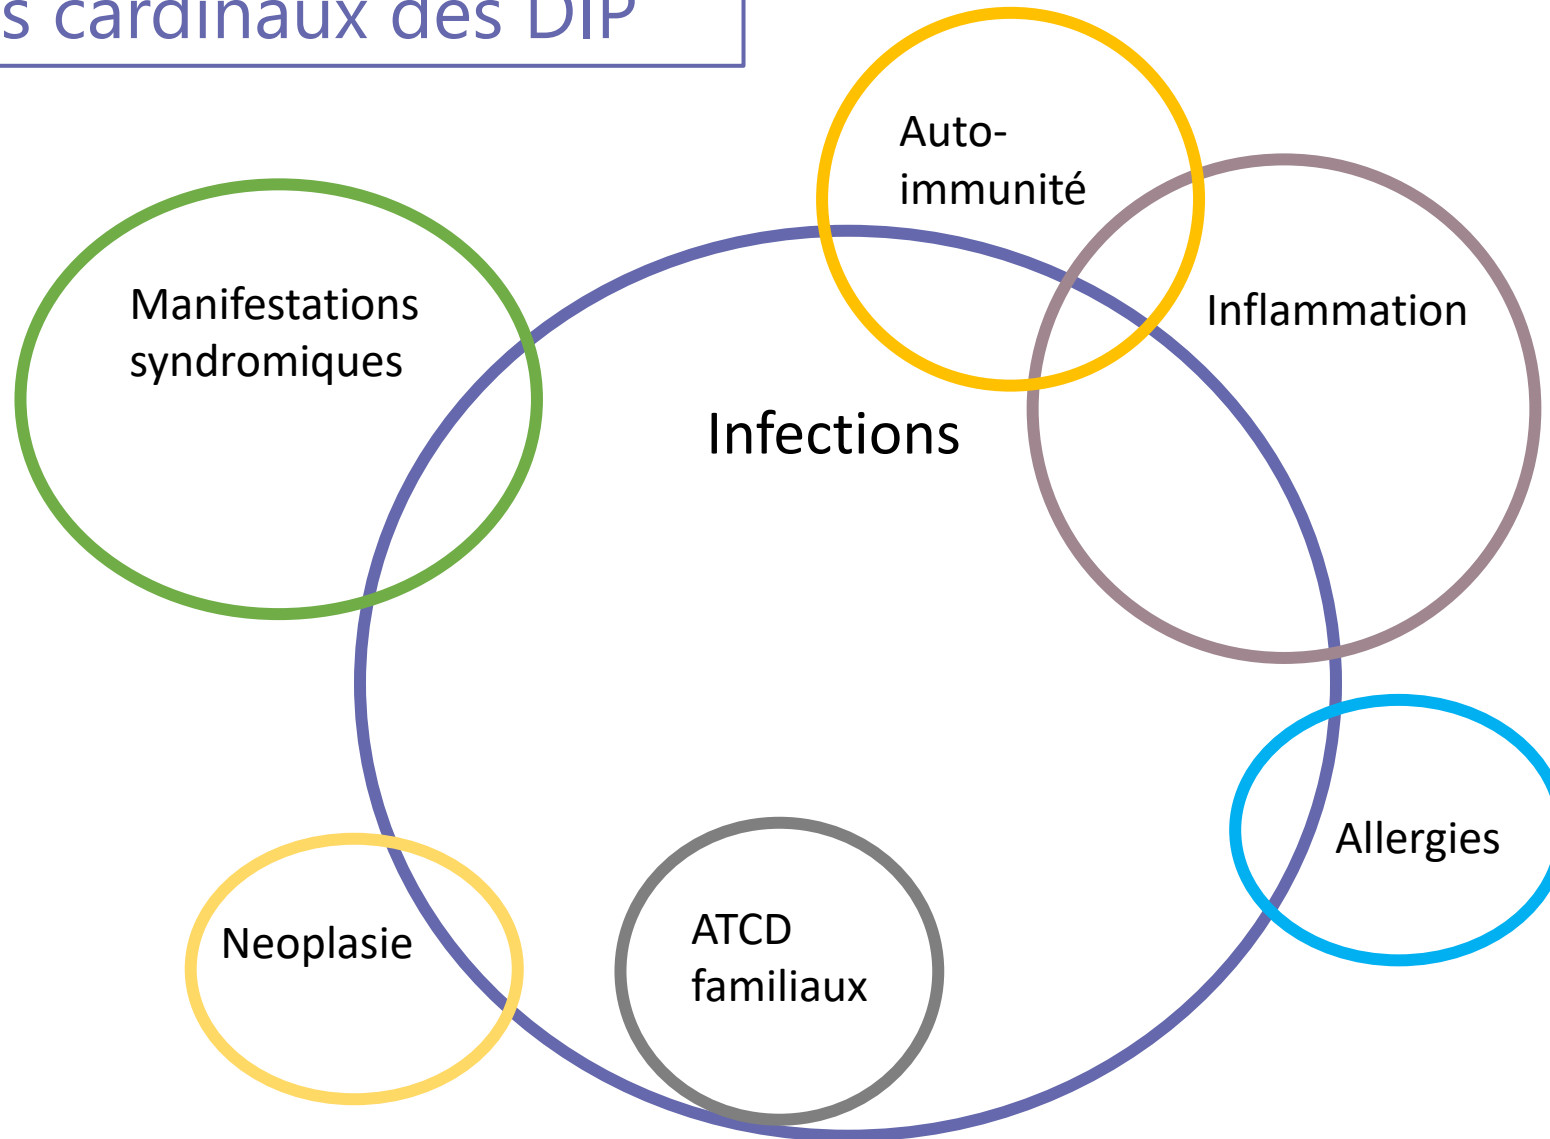 s cardinaux des DIP
Auto-
immunité
Manifestations
syndromiques
Inflammation
Infections
Allergies
Neoplasie
ATCD
familiaux